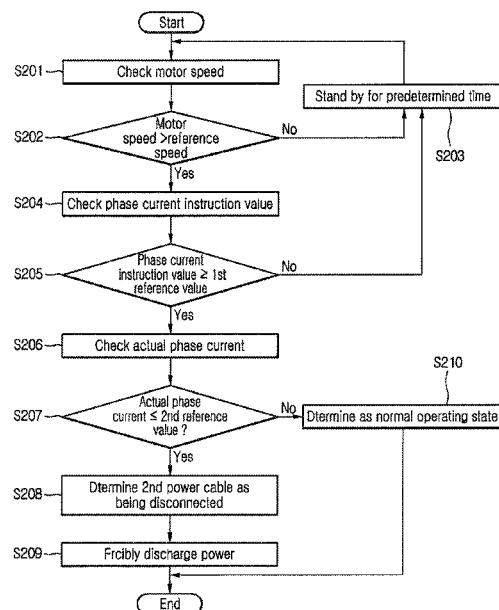 Start
S201
Check motor speed
Stand by for predetermined time
S203
S202
Motor
speed >reference
speed
No
Yes
S204
Check phase current instruction value
S205
Phase current
instruction value ≥ 1st
reference value
No
Yes
S206
Check actual phase current
S210
S207
Actual phase
current ≤ 2nd reference
value ?
No
Dtermine as normal operating state
Yes
S208
Dtermine 2nd power cable as
being disconnected
S209
Frcibly discharge power
End